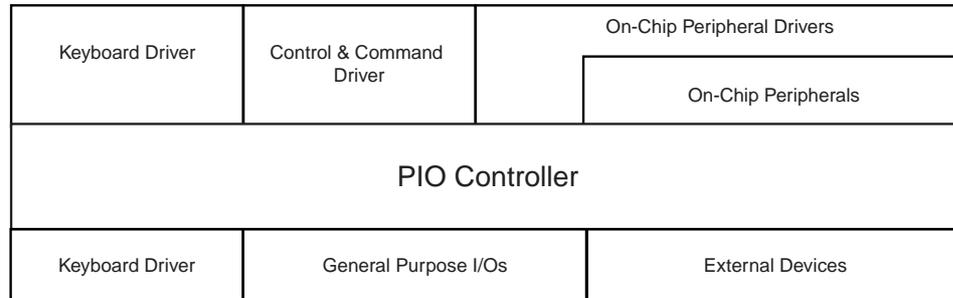 Keyboard Driver
Control & Command
Driver
On-Chip Peripheral Drivers
On-Chip Peripherals
PIO Controller
Keyboard Driver
General Purpose I/Os
External Devices